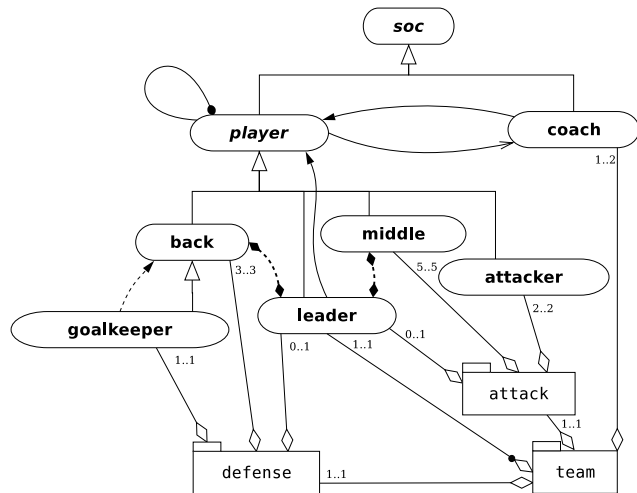 soc
player
coach
1..2
back
middle
3..3
5..5
attacker
goalkeeper
leader
2..2
1..1
0..1
1..1
0..1
attack
1..1
defense
1..1
team